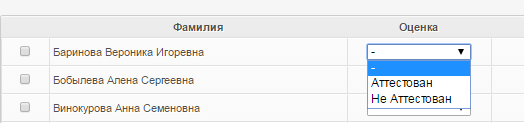 Фамилия Оценка
Баринова Вероника Игоревна -
-
Бобылева Алена Сергеевна Аттестован
Не Аттестован
Винокурова Анна Семеновна